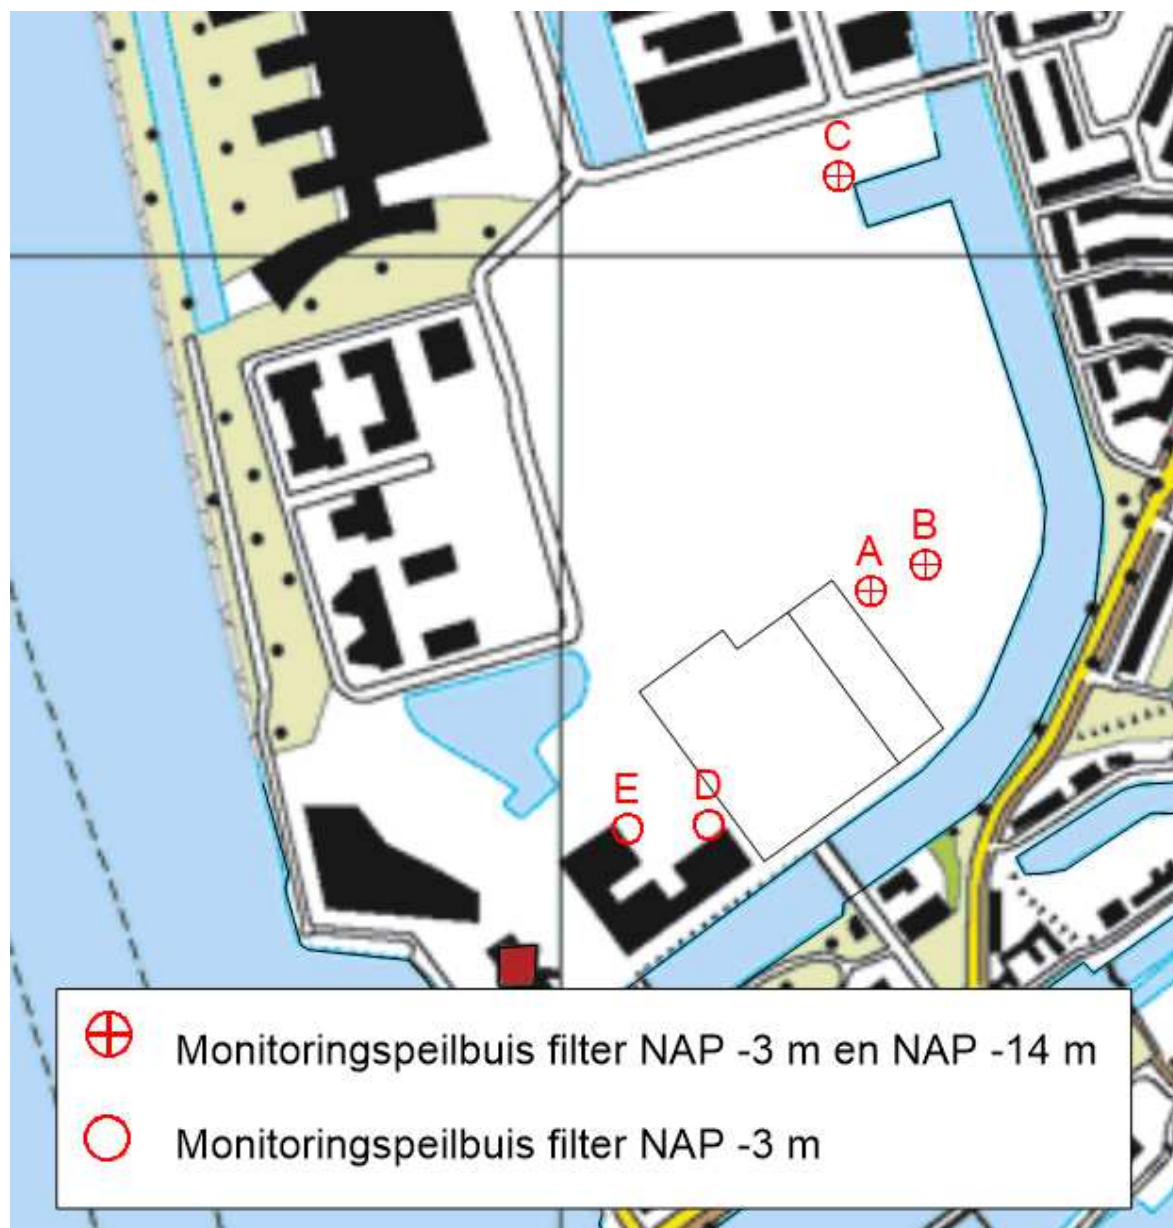 C
B
A
E
D
Monitoringspeilbuis filter NAP -3 m en NAP -14 m
Monitoringspeilbuis filter NAP -3 m